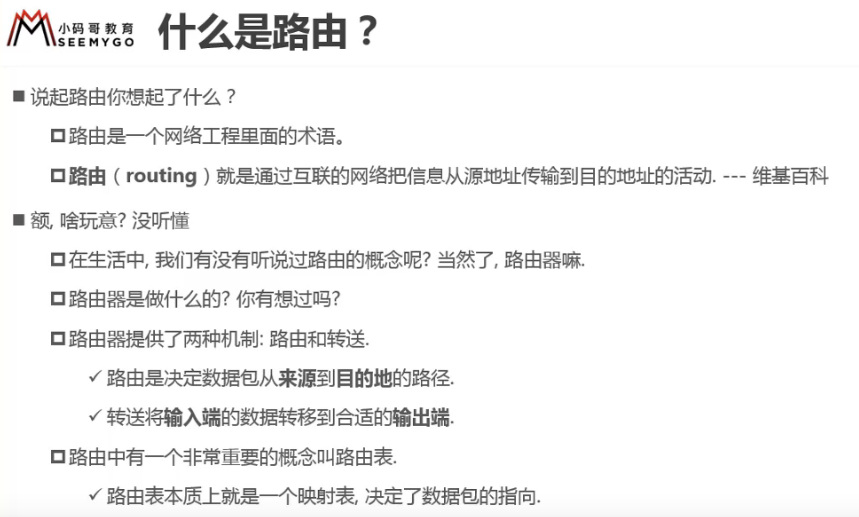 小码哥教育
SEEMYGO
什么是路由？
说起路由你想起了什么？
路由是一个网络工程里面的术语。
路由（routing）就是通过互联的网络把信息从源地址传输到目的地址的活动. --- 维基百科
额, 啥玩意? 没听懂
在生活中, 我们有没有听说过路由的概念呢? 当然了, 路由器嘛.
路由器是做什么的? 你有想过吗?
路由器提供了两种机制: 路由和转送.
路由是决定数据包从来源到目的地的路径.
转送将输入端的数据转移到合适的输出端.
路由中有一个非常重要的概念叫路由表.
路由表本质上就是一个映射表, 决定了数据包的指向.